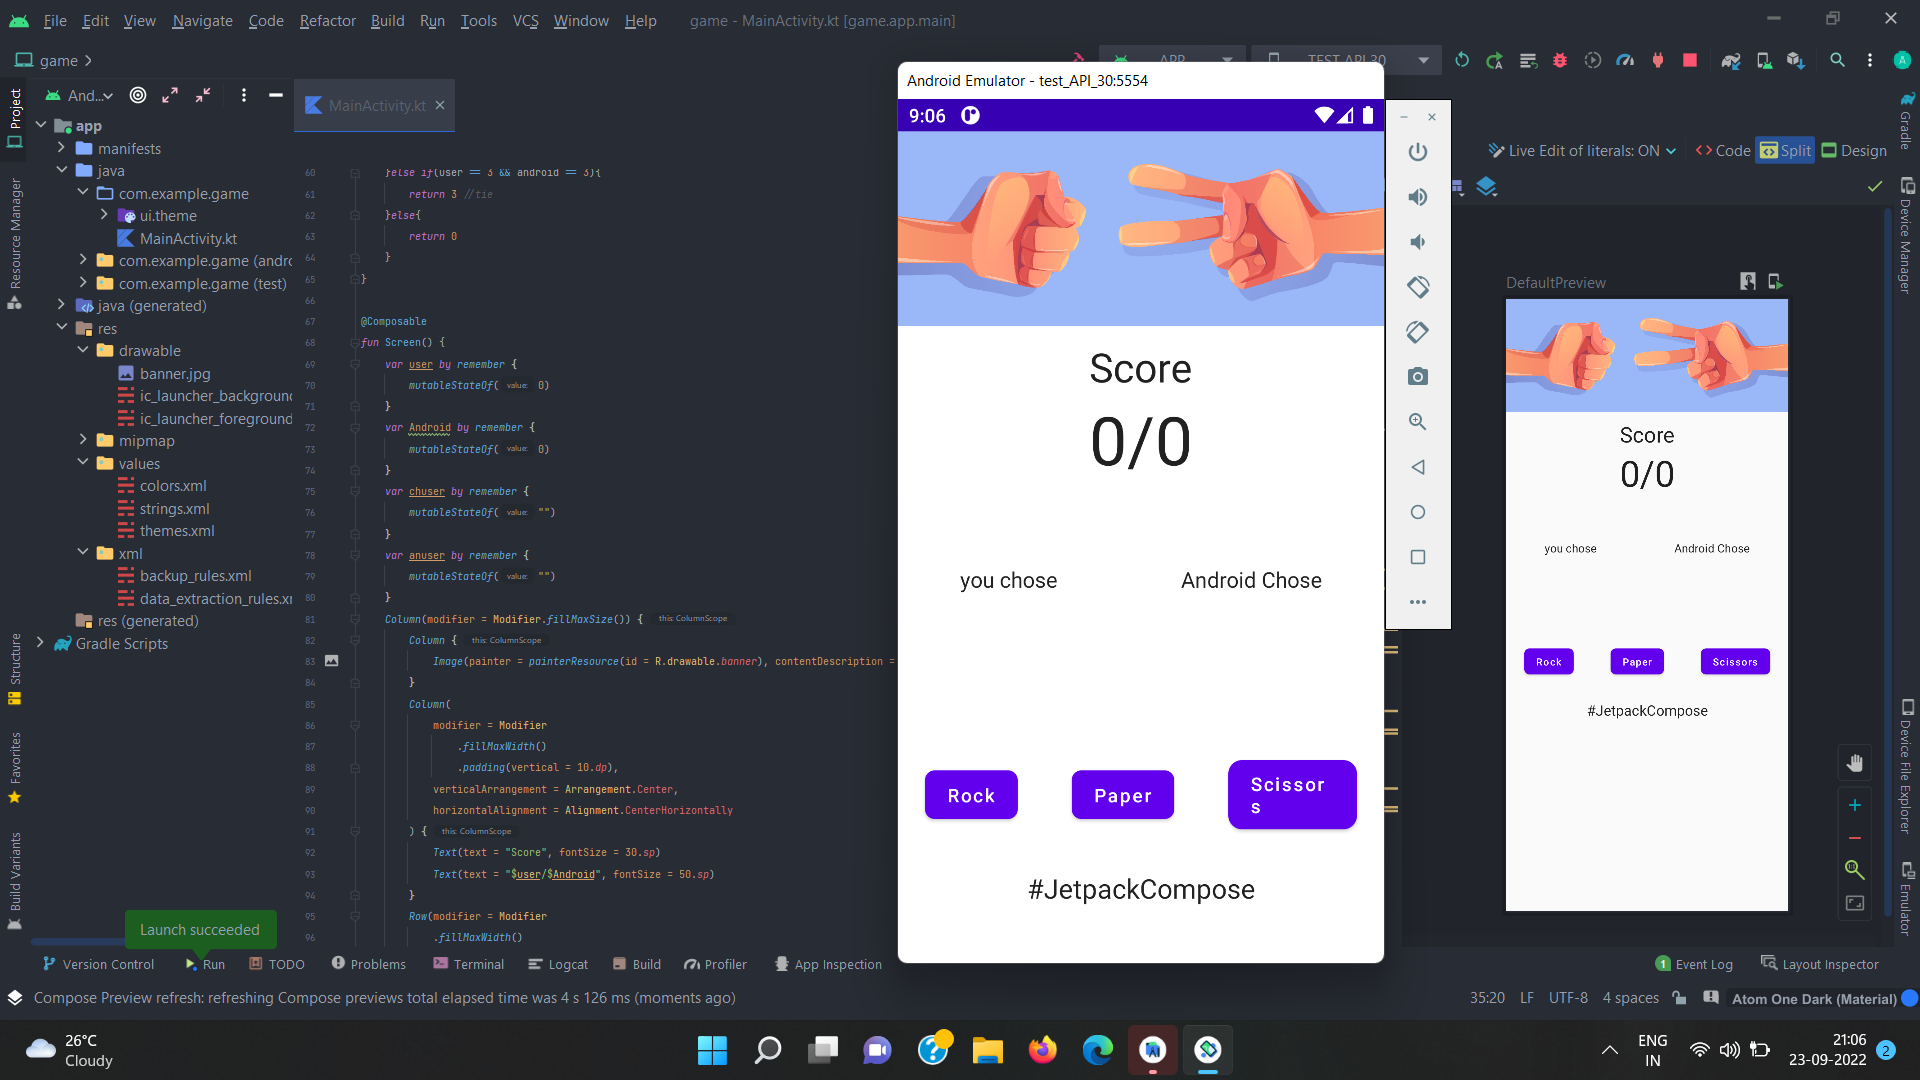 File Edit View Navigate Code Refactor Build Run Tools VCS Window Help game - MainActivity.kt [game.app.main]
game
APP
TEST API 30
And...
MainActivity.kt
Live Edit of literals: ON
Code
Split
Design
Project
Resource Manager
Structure
Favorites
Build Variants
app
manifests
java
com.example.game
ui.theme
MainActivity.kt
com.example.game (andro
com.example.game (test)
java (generated)
res
drawable
banner.jpg
ic_launcher_background
ic_launcher_foreground
mipmap
values
colors.xml
strings.xml
themes.xml
xml
backup_rules.xml
data_extraction_rules.x
res (generated)
Gradle Scripts
60 }else if(user == 3 && android == 3){
61 return 3 //tie
62 }else{
63 return 0
64 }
65 }
66
67 @Composable
68 fun Screen() {
69 var user by remember {
70 mutableStateOf( value: 0)
71 }
72 var Android by remember {
73 mutableStateOf( value: 0)
74 }
75 var chuser by remember {
76 mutableStateOf( value: "")
77 }
78 var anuser by remember {
79 mutableStateOf( value: "")
80 }
81 Column(modifier = Modifier.fillMaxSize()) { this: ColumnScope
82 Column { this: ColumnScope
83 Image(painter = painterResource(id = R.drawable.banner), contentDescription =
84 }
85 Column(
86 modifier = Modifier
87 .fillMaxWidth()
88 .padding(vertical = 10.dp),
89 verticalArrangement = Arrangement.Center,
90 horizontalAlignment = Alignment.CenterHorizontally
91 ) { this: ColumnScope
92 Text(text = "Score", fontSize = 30.sp)
93 Text(text = "$user/$Android", fontSize = 50.sp)
94 }
95 Row(modifier = Modifier
96 .fillMaxWidth()
Android Emulator - test_API_30:5554
9:06
Score
0/0
you chose
Android Chose
Rock
Paper
Scissor
s
#JetpackCompose
DefaultPreview
Score
0/0
you chose
Android Chose
Rock
Paper
Scissors
#JetpackCompose
1:1
Gradle
Device Manager
Device File Explorer
Emulator
Launch succeeded
Version Control
Run
TODO
Problems
Terminal
Logcat
Build
Profiler
App Inspection
1 Event Log
Layout Inspector
Compose Preview refresh: refreshing Compose previews total elapsed time was 4 s 126 ms (moments ago)
35:20 LF UTF-8 4 spaces
Atom One Dark (Material)
26°C
Cloudy
ENG
IN
21:06
23-09-2022
2